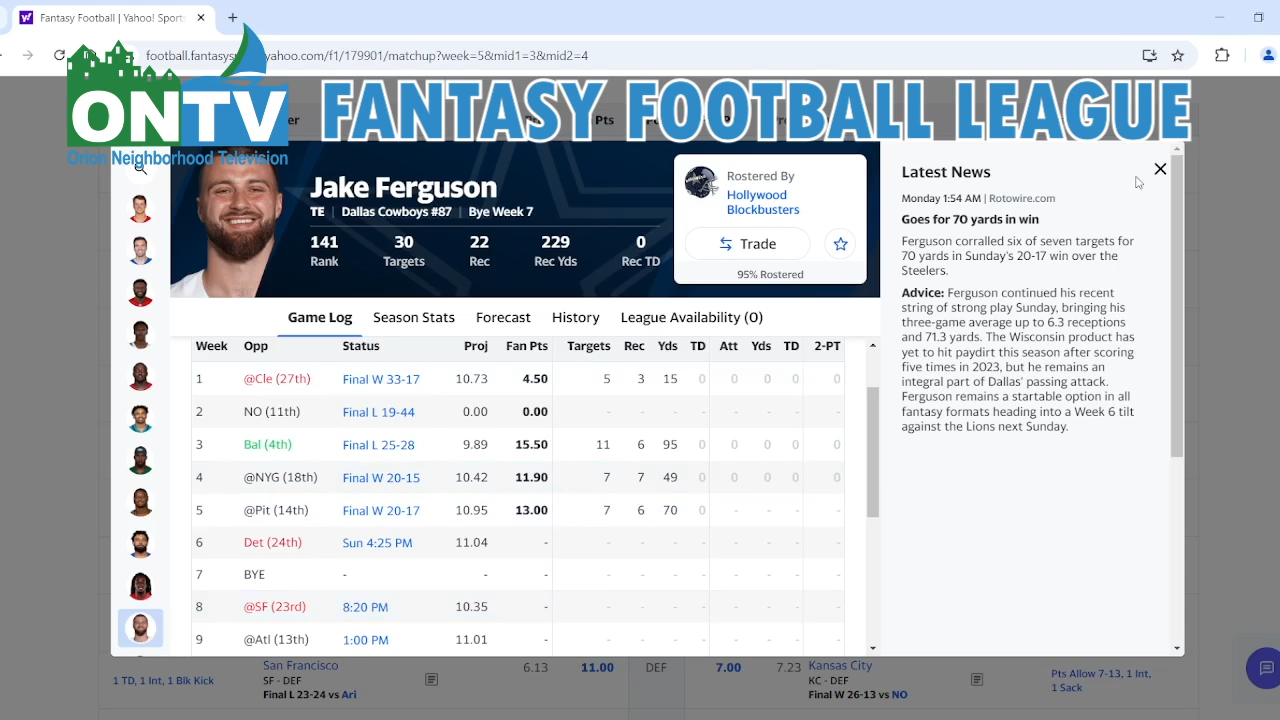 Fantasy Football | Yahoo! Sports
football.fantasysports.yahoo.com/f1/179901/matchup?week=5&mid1=3&mid2=4
ONTV
Orion Neighborhood Television
FANTASY FOOTBALL LEAGUE
Pts
Jake Ferguson
TE | Dallas Cowboys #87 | Bye Week 7
141 30 22 229 0
Rank Targets Rec Rec Yds Rec TD
Rostered By
Hollywood
Blockbusters
Trade
95% Rostered
Game Log Season Stats Forecast History League Availability (0)
Week Opp Status Proj Fan Pts Targets Rec Yds TD Att Yds TD 2-PT
1 @Cle (27th) Final W 33-17 10.73 4.50 5 3 15 0 0 0 0 0
2 NO (11th) Final L 19-44 0.00 0.00 - - - - - - - -
3 Bal (4th) Final L 25-28 9.89 15.50 11 6 95 0 0 0 0 0
4 @NYG (18th) Final W 20-15 10.42 11.90 7 7 49 0 0 0 0 0
5 @Pit (14th) Final W 20-17 10.95 13.00 7 6 70 0 - - - -
6 Det (24th) Sun 4:25 PM 11.04 - - - - - - - - -
7 BYE - - - - - - - - - - -
8 @SF (23rd) 8:20 PM 10.35 - - - - - - - - -
9 @Atl (13th) 1:00 PM 11.01 - - - - - - - - -
Latest News
Monday 1:54 AM | Rotowire.com
Goes for 70 yards in win
Ferguson corralled six of seven targets for
70 yards in Sunday's 20-17 win over the
Steelers.
Advice: Ferguson continued his recent
string of strong play Sunday, bringing his
three-game average up to 6.3 receptions
and 71.3 yards. The Wisconsin product has
yet to hit paydirt this season after scoring
five times in 2023, but he remains an
integral part of Dallas' passing attack.
Ferguson remains a startable option in all
fantasy formats heading into a Week 6 tilt
against the Lions next Sunday.
San Francisco 6.13 11.00 DEF 7.00 7.23 Kansas City
1 TD, 1 Int, 1 Blk Kick SF - DEF KC - DEF Pts Allow 7-13, 1 Int,
1 Sack
Final L 23-24 vs Ari Final W 26-13 vs NO